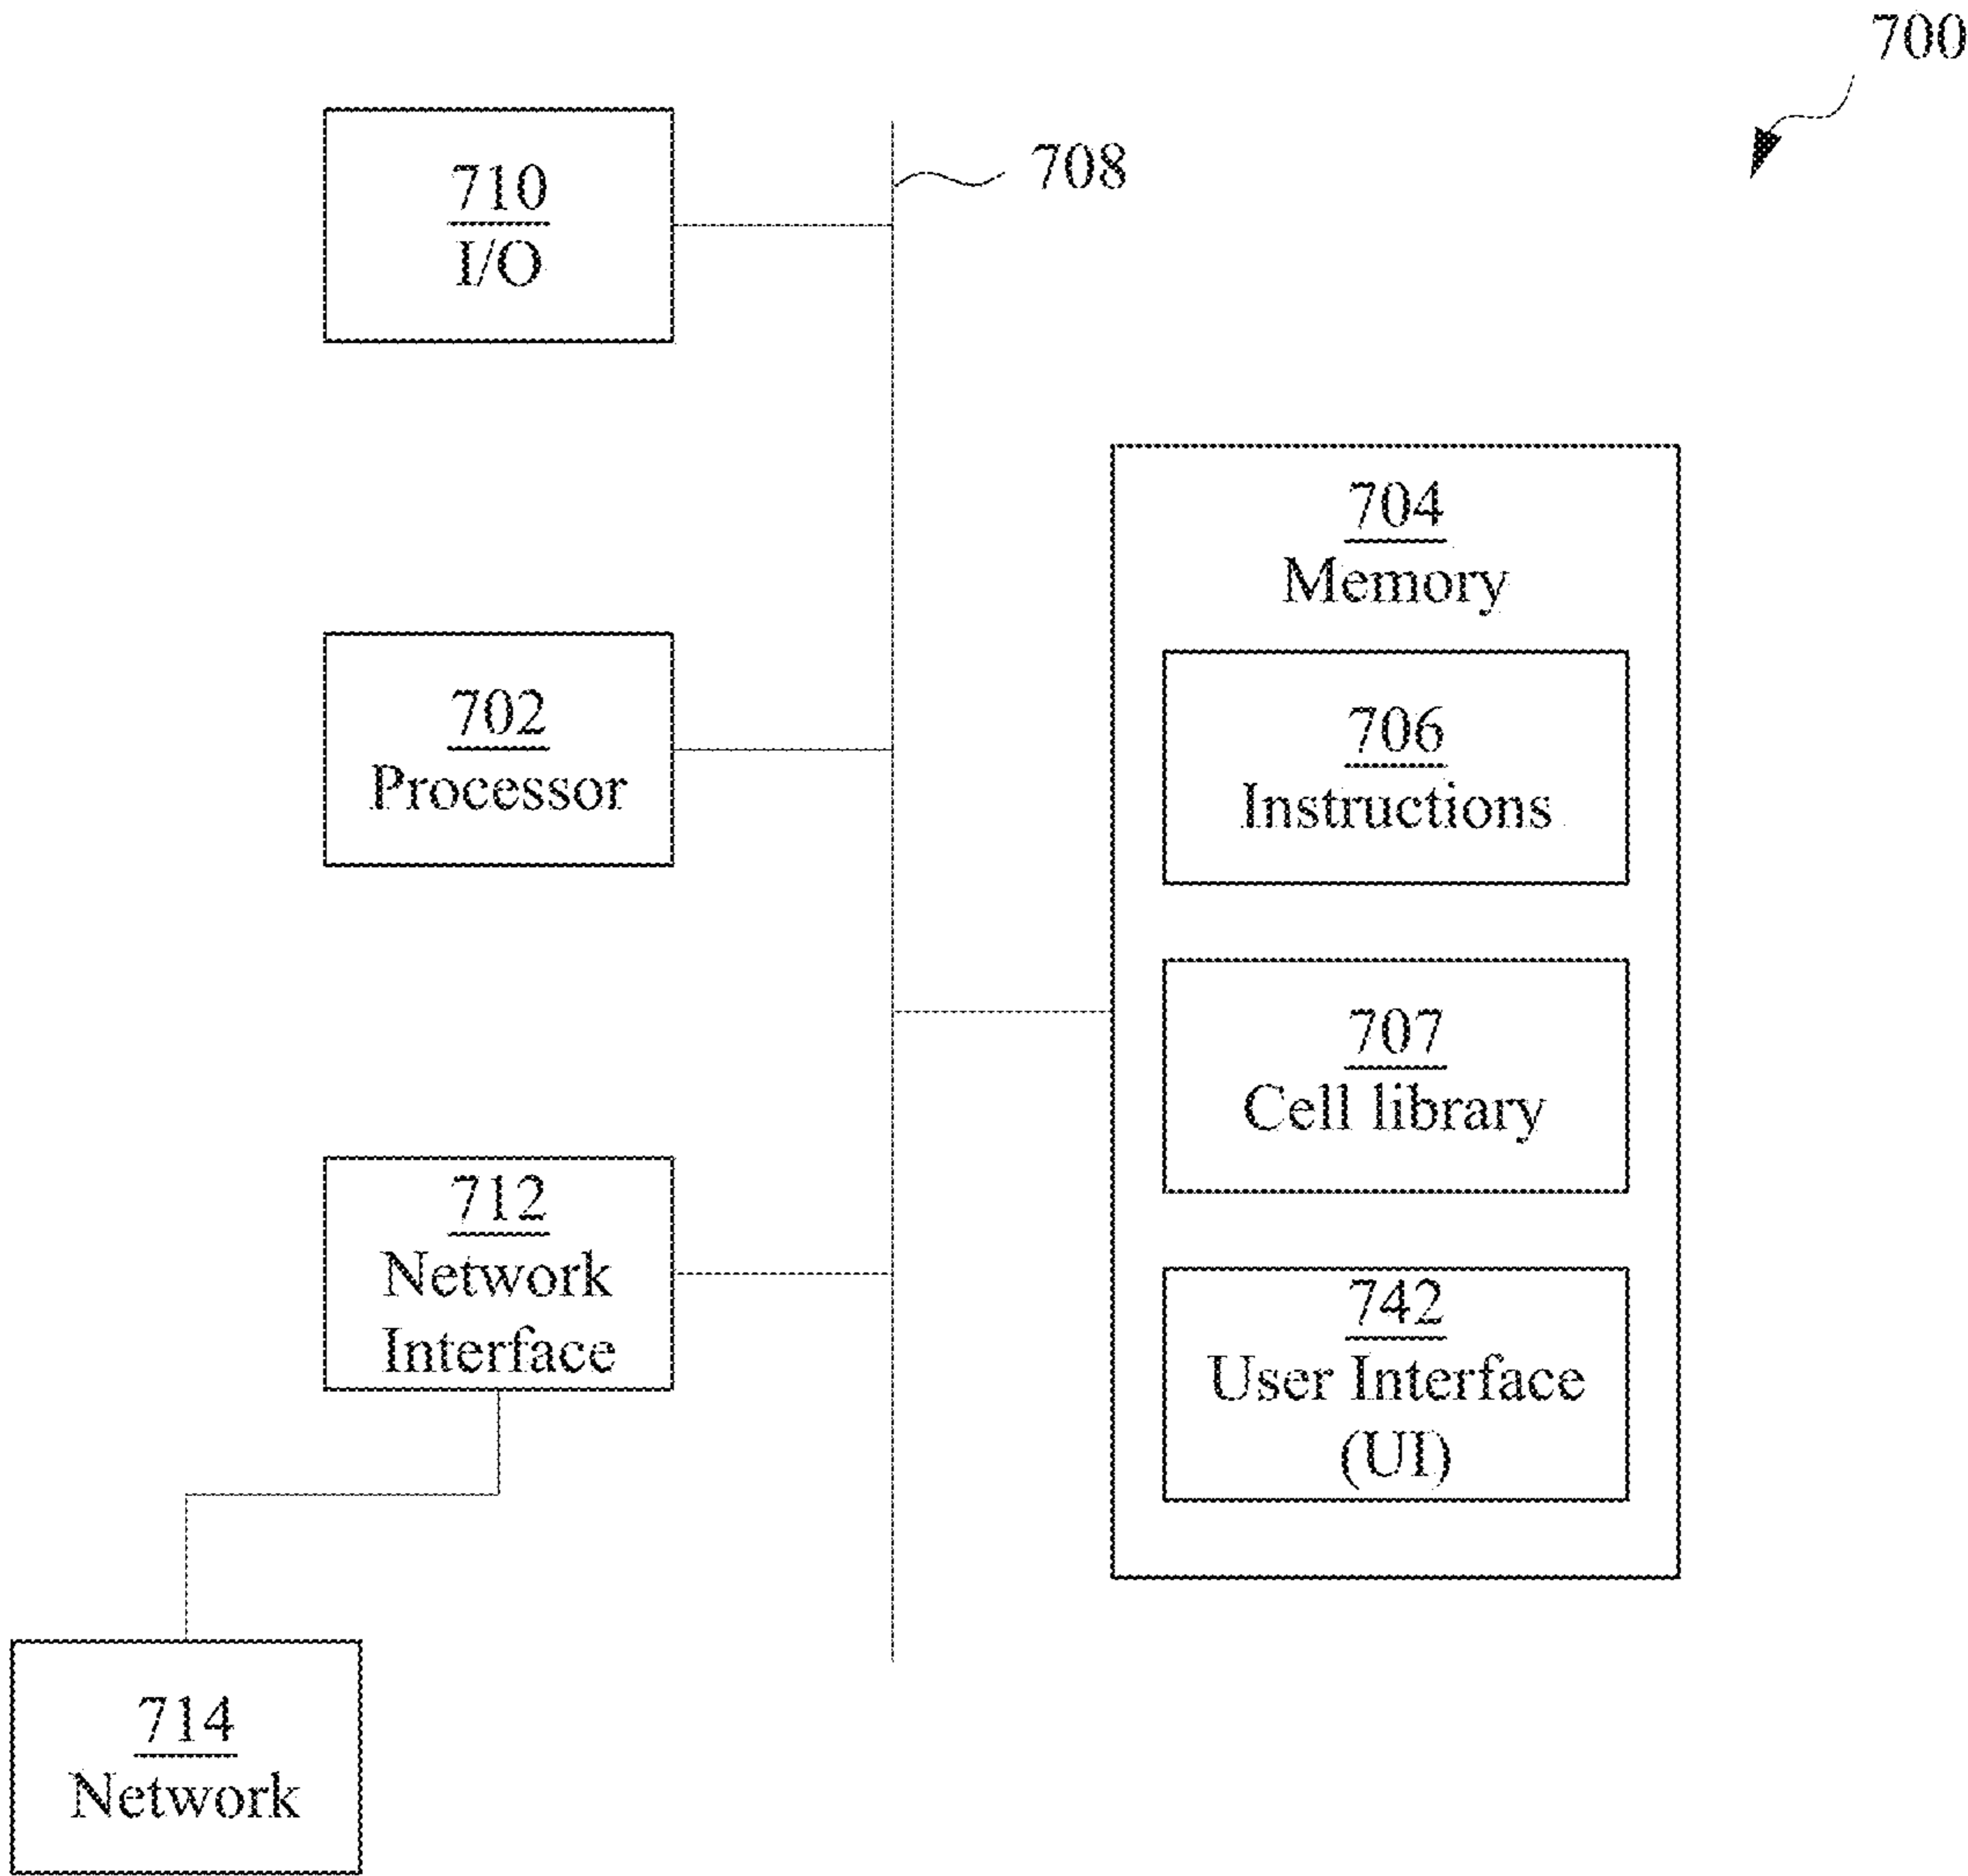 700
708
710
I/O
702
Processor
712
Network
Interface
714
Network
704
Memory
706
Instructions
707
Cell library
742
User Interface
(UI)